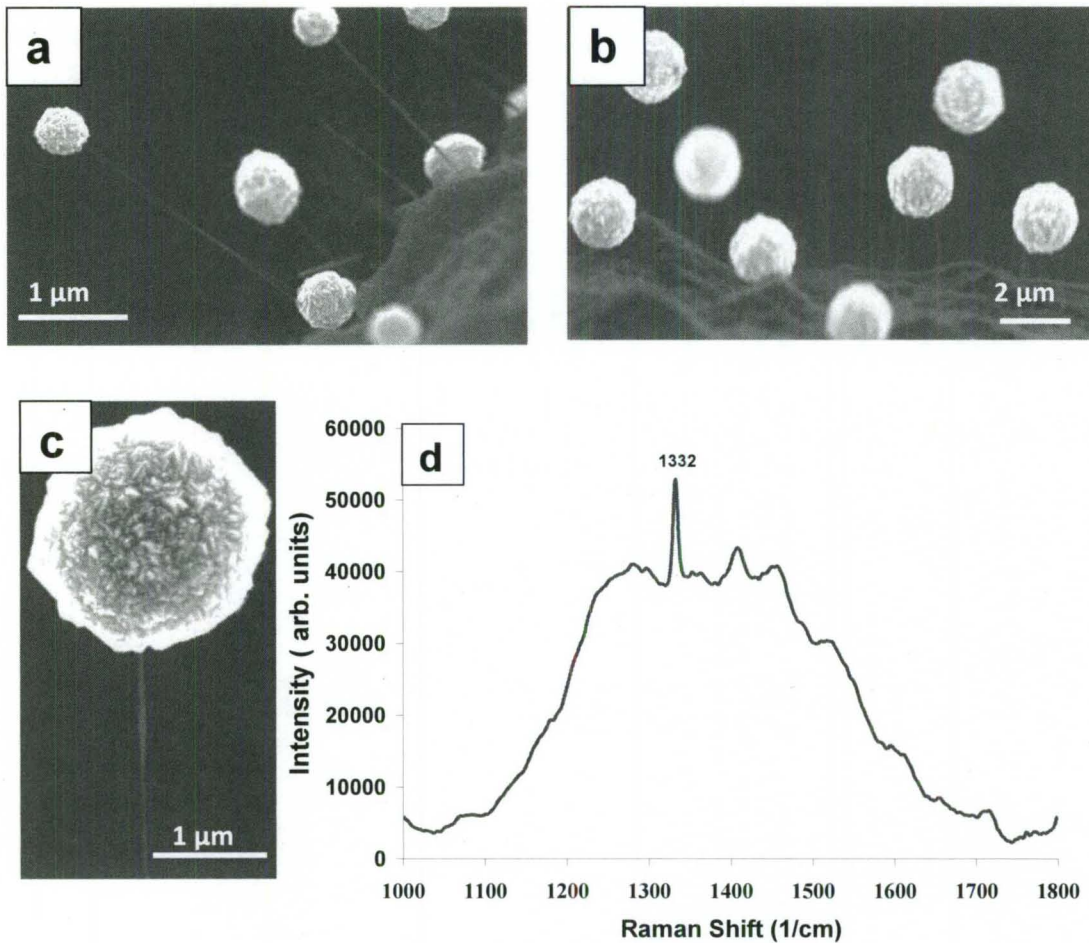 a
1 μm
b
2 μm
c
1 μm
d
1332
Intensity ( arb. units)
60000
50000
40000
30000
20000
10000
0
1000 1100 1200 1300 1400 1500 1600 1700 1800
Raman Shift (1/cm)